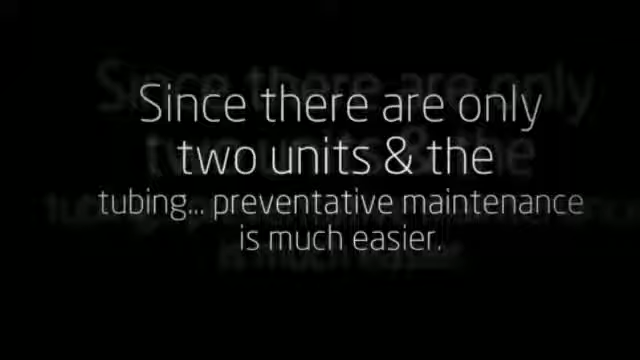 Since there are only
two units & the
tubing... preventative maintenance
is much easier.